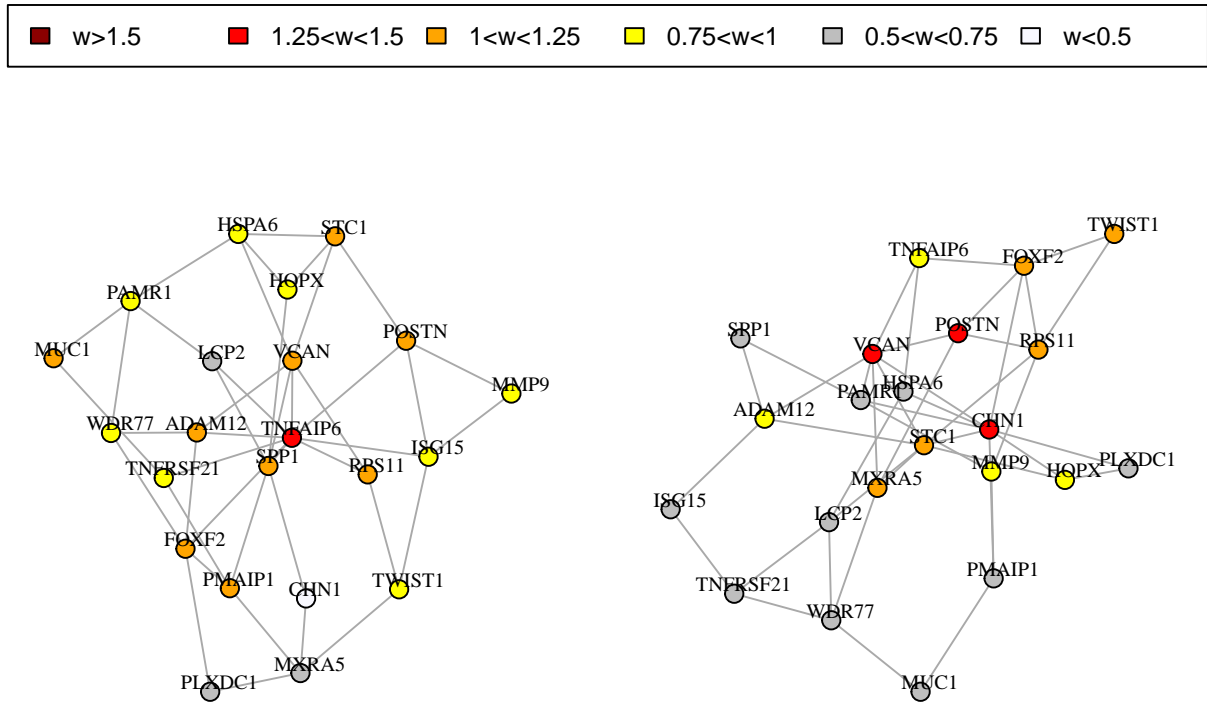 w>1.5 1.25<w<1.5 1<w<1.25 0.75<w<1 0.5<w<0.75 w<0.5
HSPA6
STC1
HOPX
PAMR1
POSTN
MUC1
LCP2
VCAN
MMP9
WDR77
ADAM12
TNFAIP6
ISG15
TNFRSF21
SPP1
RPS11
FOXF2
PMAIP1
CHN1
TWIST1
MXRA5
PLXDC1
TWIST1
TNFAIP6
FOXF2
SPP1
POSTN
VCAN
RPS11
HSPA6
PAMR1
ADAM12
CHN1
STC1
MMP9
PLXDC1
HOPX
MXRA5
ISG15
LCP2
PMAIP1
TNFRSF21
WDR77
MUC1